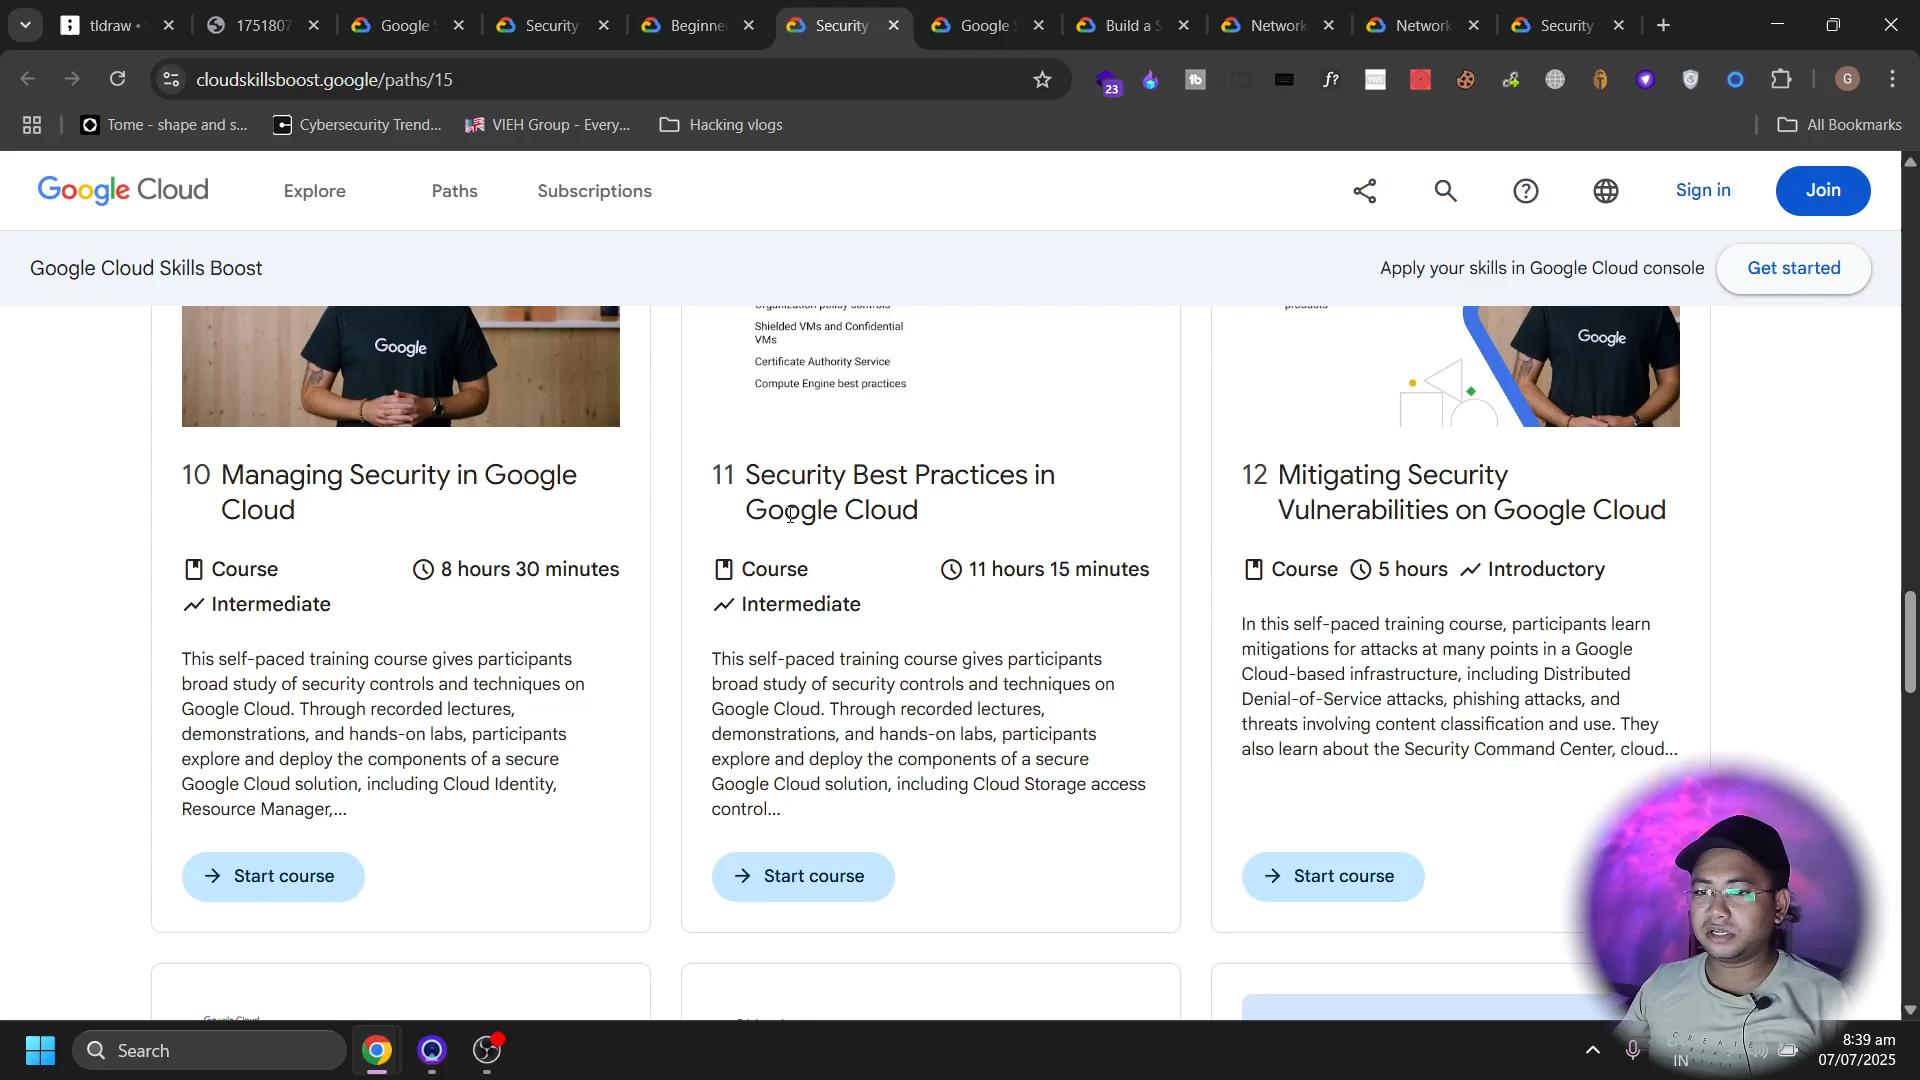 tldraw •
1751807
Google S
Security
Beginne
Security
Google S
Build a S
Network
Network
Security
cloudskillsboost.google/paths/15
23
G
Tome - shape and s...
Cybersecurity Trend...
VIEH Group - Every...
Hacking vlogs
All Bookmarks
Google Cloud
Explore
Paths
Subscriptions
Sign in
Join
Google Cloud Skills Boost
Apply your skills in Google Cloud console
Get started
Google
Shielded VMs and Confidential
VMs
Certificate Authority Service
Compute Engine best practices
Google
10 Managing Security in Google
Cloud
Course
8 hours 30 minutes
Intermediate
This self-paced training course gives participants
broad study of security controls and techniques on
Google Cloud. Through recorded lectures,
demonstrations, and hands-on labs, participants
explore and deploy the components of a secure
Google Cloud solution, including Cloud Identity,
Resource Manager,...
Start course
11 Security Best Practices in
Google Cloud
Course
11 hours 15 minutes
Intermediate
This self-paced training course gives participants
broad study of security controls and techniques on
Google Cloud. Through recorded lectures,
demonstrations, and hands-on labs, participants
explore and deploy the components of a secure
Google Cloud solution, including Cloud Storage access
control...
Start course
12 Mitigating Security
Vulnerabilities on Google Cloud
Course
5 hours
Introductory
In this self-paced training course, participants learn
mitigations for attacks at many points in a Google
Cloud-based infrastructure, including Distributed
Denial-of-Service attacks, phishing attacks, and
threats involving content classification and use. They
also learn about the Security Command Center, cloud...
Start course
Search
IN
8:39 am
07/07/2025